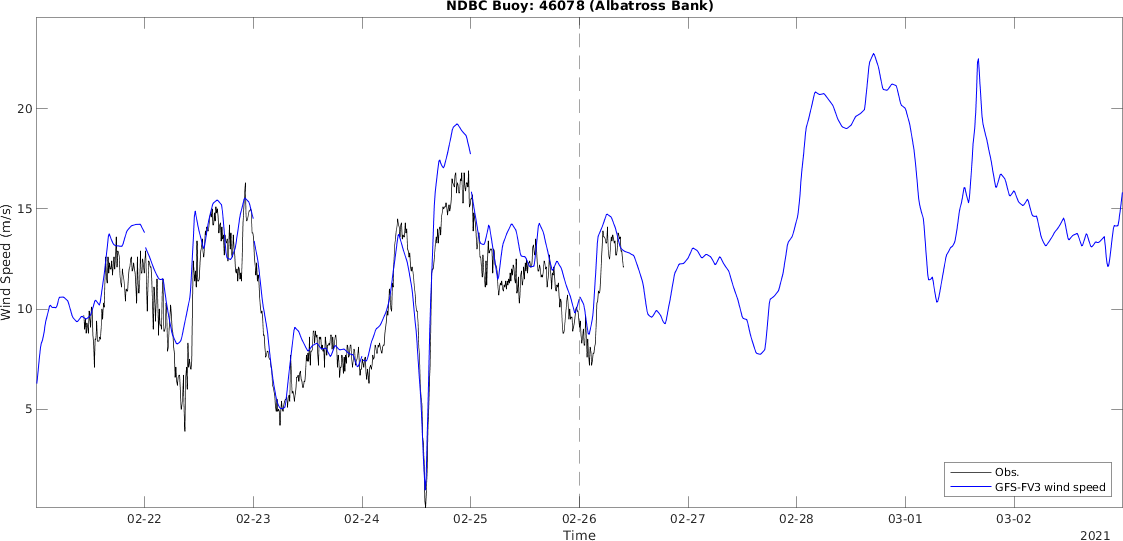 NDBC Buoy: 46078 (Albatross Bank)
Wind Speed (m/s)
20
15
10
5
Obs.
GFS-FV3 wind speed
02-22 02-23 02-24 02-25 02-26 02-27 02-28 03-01 03-02
Time
2021